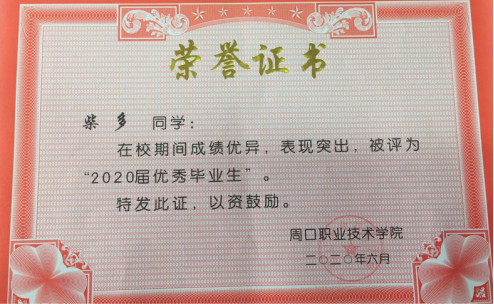 荣誉证书
柴多 同学：
在校期间成绩优异，表现突出，被评为
“2020届优秀毕业生”。
特发此证，以资鼓励。
周口职业技术学院
二〇二〇年六月